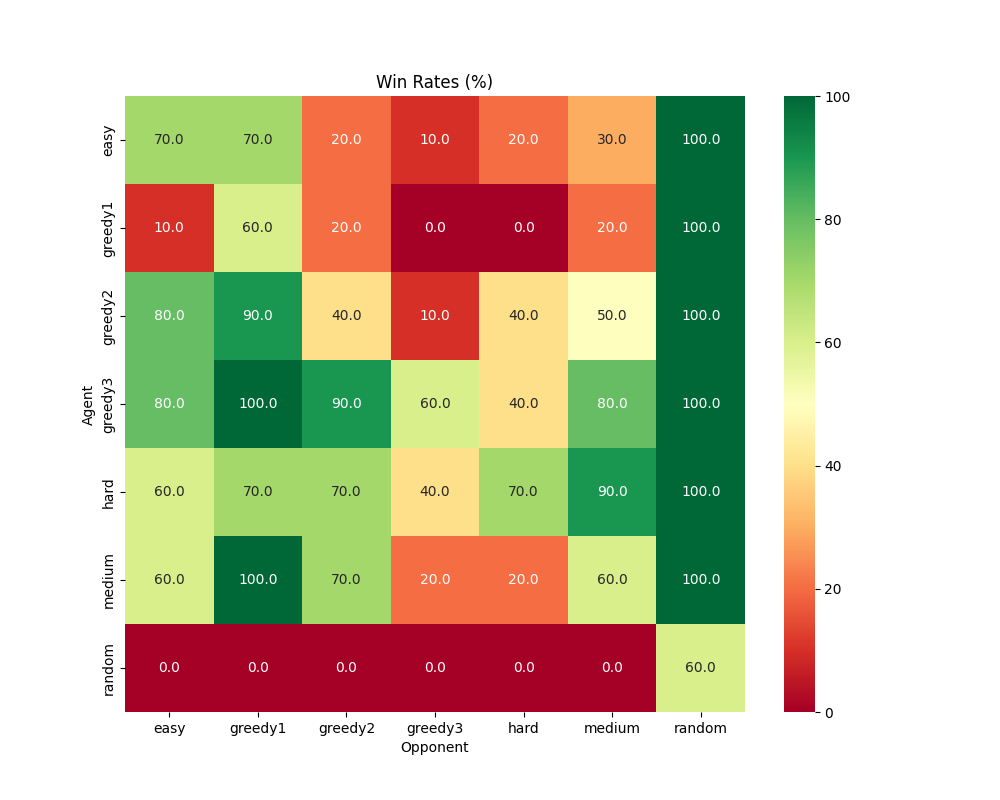 Win Rates (%)
Agent
easy 70.0 70.0 20.0 10.0 20.0 30.0 100.0
greedy1 10.0 60.0 20.0 0.0 0.0 20.0 100.0
greedy2 80.0 90.0 40.0 10.0 40.0 50.0 100.0
greedy3 80.0 100.0 90.0 60.0 40.0 80.0 100.0
hard 60.0 70.0 70.0 40.0 70.0 90.0 100.0
medium 60.0 100.0 70.0 20.0 20.0 60.0 100.0
random 0.0 0.0 0.0 0.0 0.0 0.0 60.0
easy greedy1 greedy2 greedy3 hard medium random
Opponent
100
80
60
40
20
0